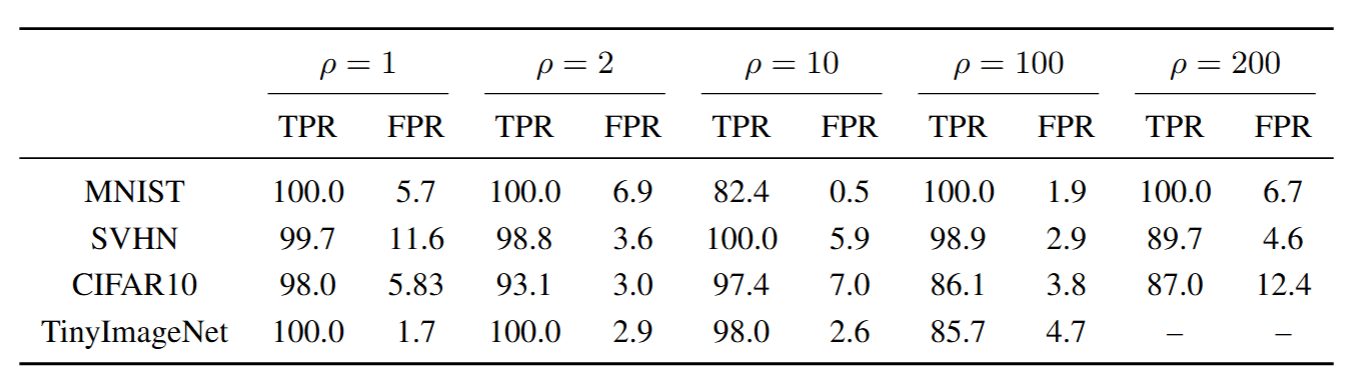 ρ = 1 ρ = 2 ρ = 10 ρ = 100 ρ = 200
TPR FPR TPR FPR TPR FPR TPR FPR TPR FPR
MNIST 100.0 5.7 100.0 6.9 82.4 0.5 100.0 1.9 100.0 6.7
SVHN 99.7 11.6 98.8 3.6 100.0 5.9 98.9 2.9 89.7 4.6
CIFAR10 98.0 5.83 93.1 3.0 97.4 7.0 86.1 3.8 87.0 12.4
TinyImageNet 100.0 1.7 100.0 2.9 98.0 2.6 85.7 4.7 – –